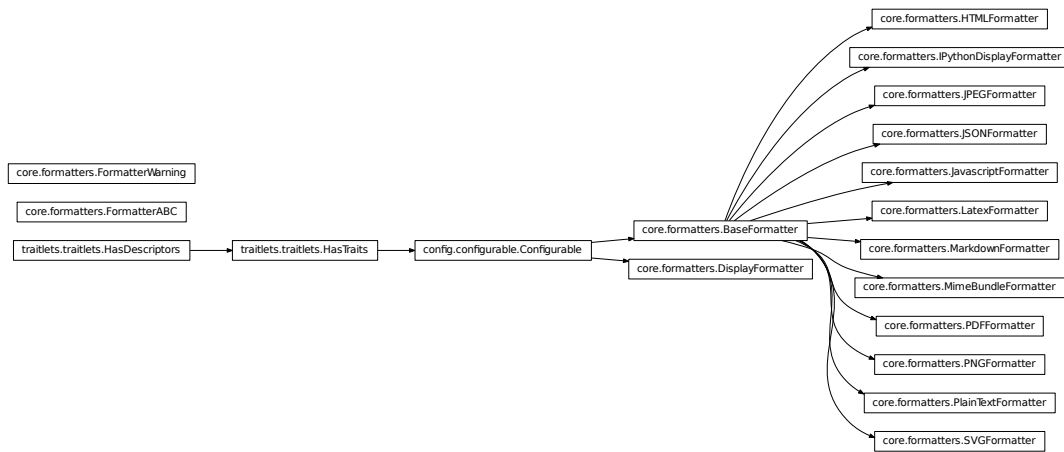 core.formatters.HTMLFormatter
core.formatters.IPythonDisplayFormatter
core.formatters.JPEGFormatter
core.formatters.JSONFormatter
core.formatters.FormatterWarning
core.formatters.JavascriptFormatter
core.formatters.FormatterABC
core.formatters.LatexFormatter
core.formatters.BaseFormatter
traitlets.traitlets.HasDescriptors
traitlets.traitlets.HasTraits
config.configurable.Configurable
core.formatters.MarkdownFormatter
core.formatters.DisplayFormatter
core.formatters.MimeBundleFormatter
core.formatters.PDFFormatter
core.formatters.PNGFormatter
core.formatters.PlainTextFormatter
core.formatters.SVGFormatter